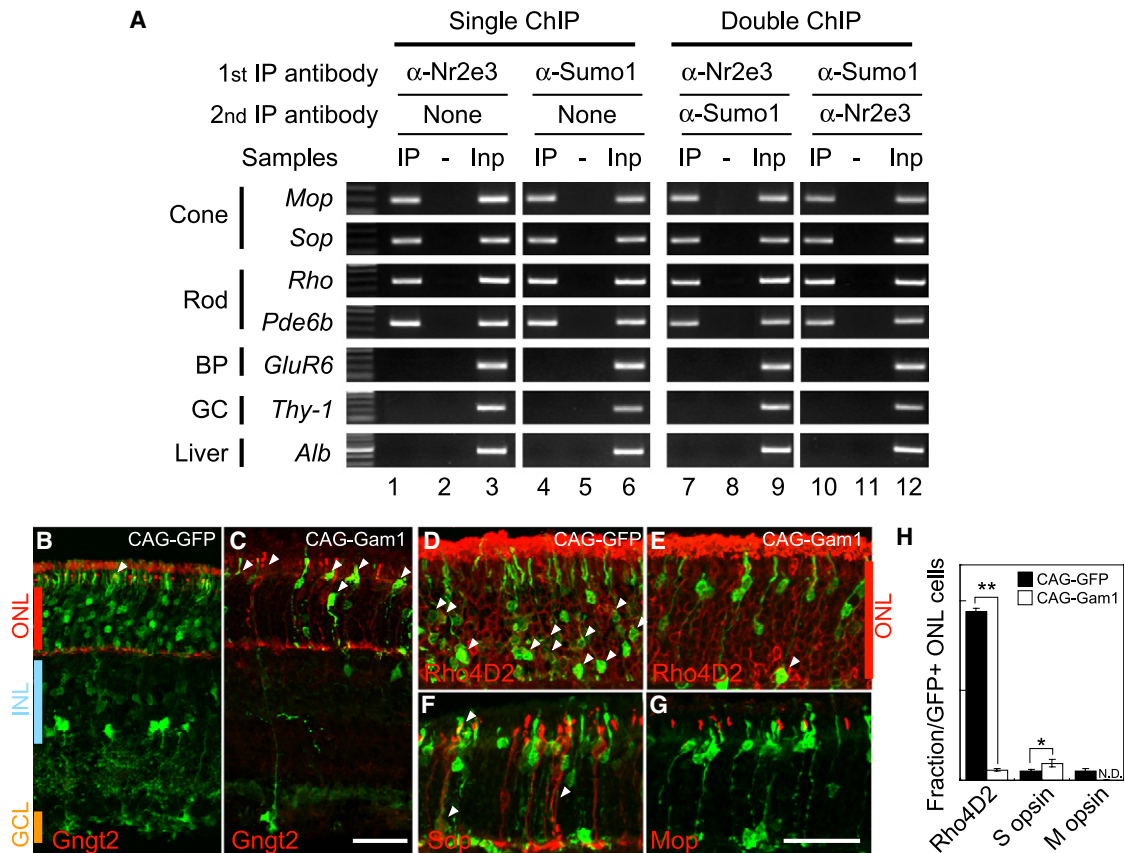 A
Single ChIP Double ChIP
1st IP antibody α-Nr2e3 α-Sumo1 α-Nr2e3 α-Sumo1
2nd IP antibody None None α-Sumo1 α-Nr2e3
Samples IP - Inp IP - Inp IP - Inp IP - Inp
Cone
Mop
Sop
Rod
Rho
Pde6b
BP GluR6
GC Thy-1
Liver Alb
1 2 3 4 5 6 7 8 9 10 11 12
B CAG-GFP
ONL
INL
GCL
Gngt2
C CAG-Gam1
Gngt2
D CAG-GFP
Rho4D2
E CAG-Gam1
Rho4D2
ONL
F
Sop
G
Mop
H
CAG-GFP
CAG-Gam1
Fraction/GFP+ ONL cells
**
*
N.D.
Rho4D2
S opsin
M opsin